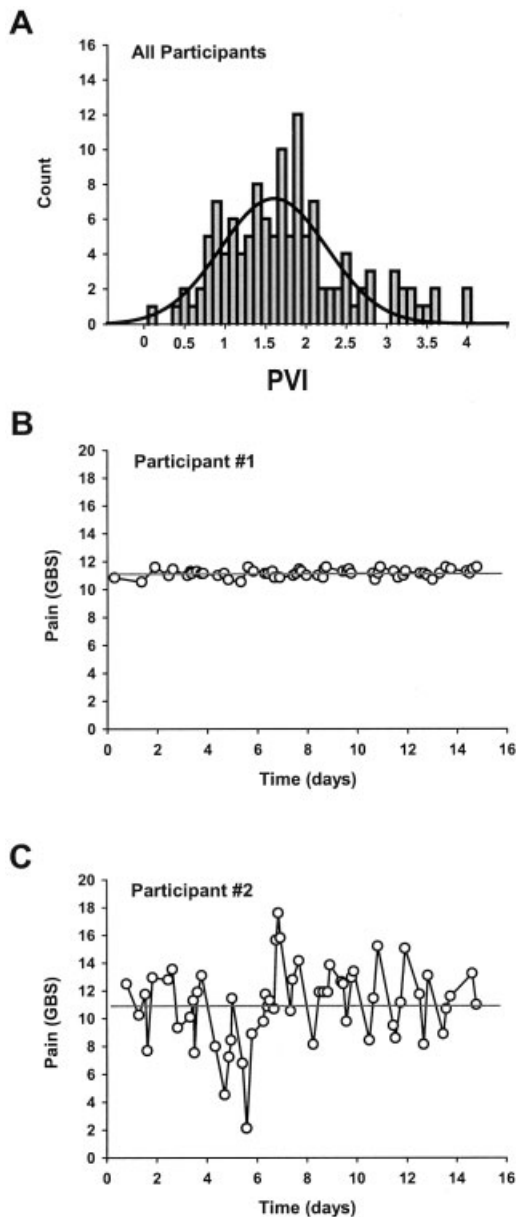 A
All Participants
16
14
12
10
8
6
4
2
0
Count
0 0.5 1 1.5 2 2.5 3 3.5 4
PVI
B
Participant #1
20
18
16
14
12
10
8
6
4
2
0
Pain (GBS)
0 2 4 6 8 10 12 14 16
Time (days)
C
Participant #2
20
18
16
14
12
10
8
6
4
2
0
Pain (GBS)
0 2 4 6 8 10 12 14 16
Time (days)